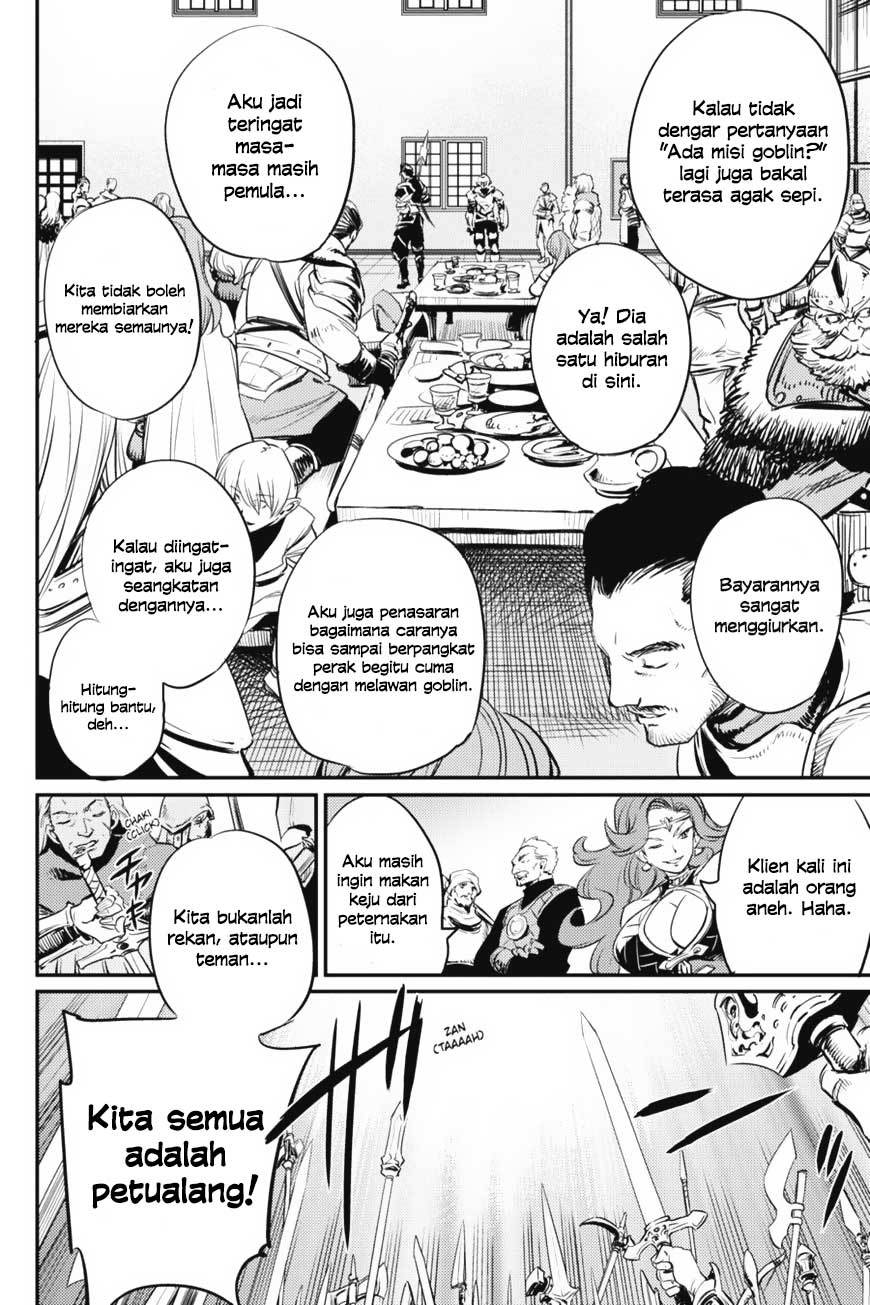 Kalau tidak
dengar pertanyaan
"Ada misi goblin?"
lagi juga bakal
terasa agak sepi.
Aku jadi
teringat
masa-
masa masih
pemula...
Ya! Dia
adalah salah
satu hiburan
di sini.
Kita tidak boleh
membiarkan
mereka semaunya!
Bayarannya
sangat
menggiurkan.
Aku juga penasaran
bagaimana caranya
bisa sampai berpangkat
perak begitu cuma
dengan melawan goblin.
Kalau diingat-
ingat, aku juga
seangkatan
dengannya...
Hitung-
hitung bantu,
deh...
Klien kali ini
adalah orang
aneh. Haha.
Aku masih
ingin makan
keju dari
peternakan
itu.
Kita bukanlah
rekan, ataupun
teman...
CHAKI
(CLICK)
チャキ
ZAN
(TAAAAH)
Kita semua
adalah
petualang!